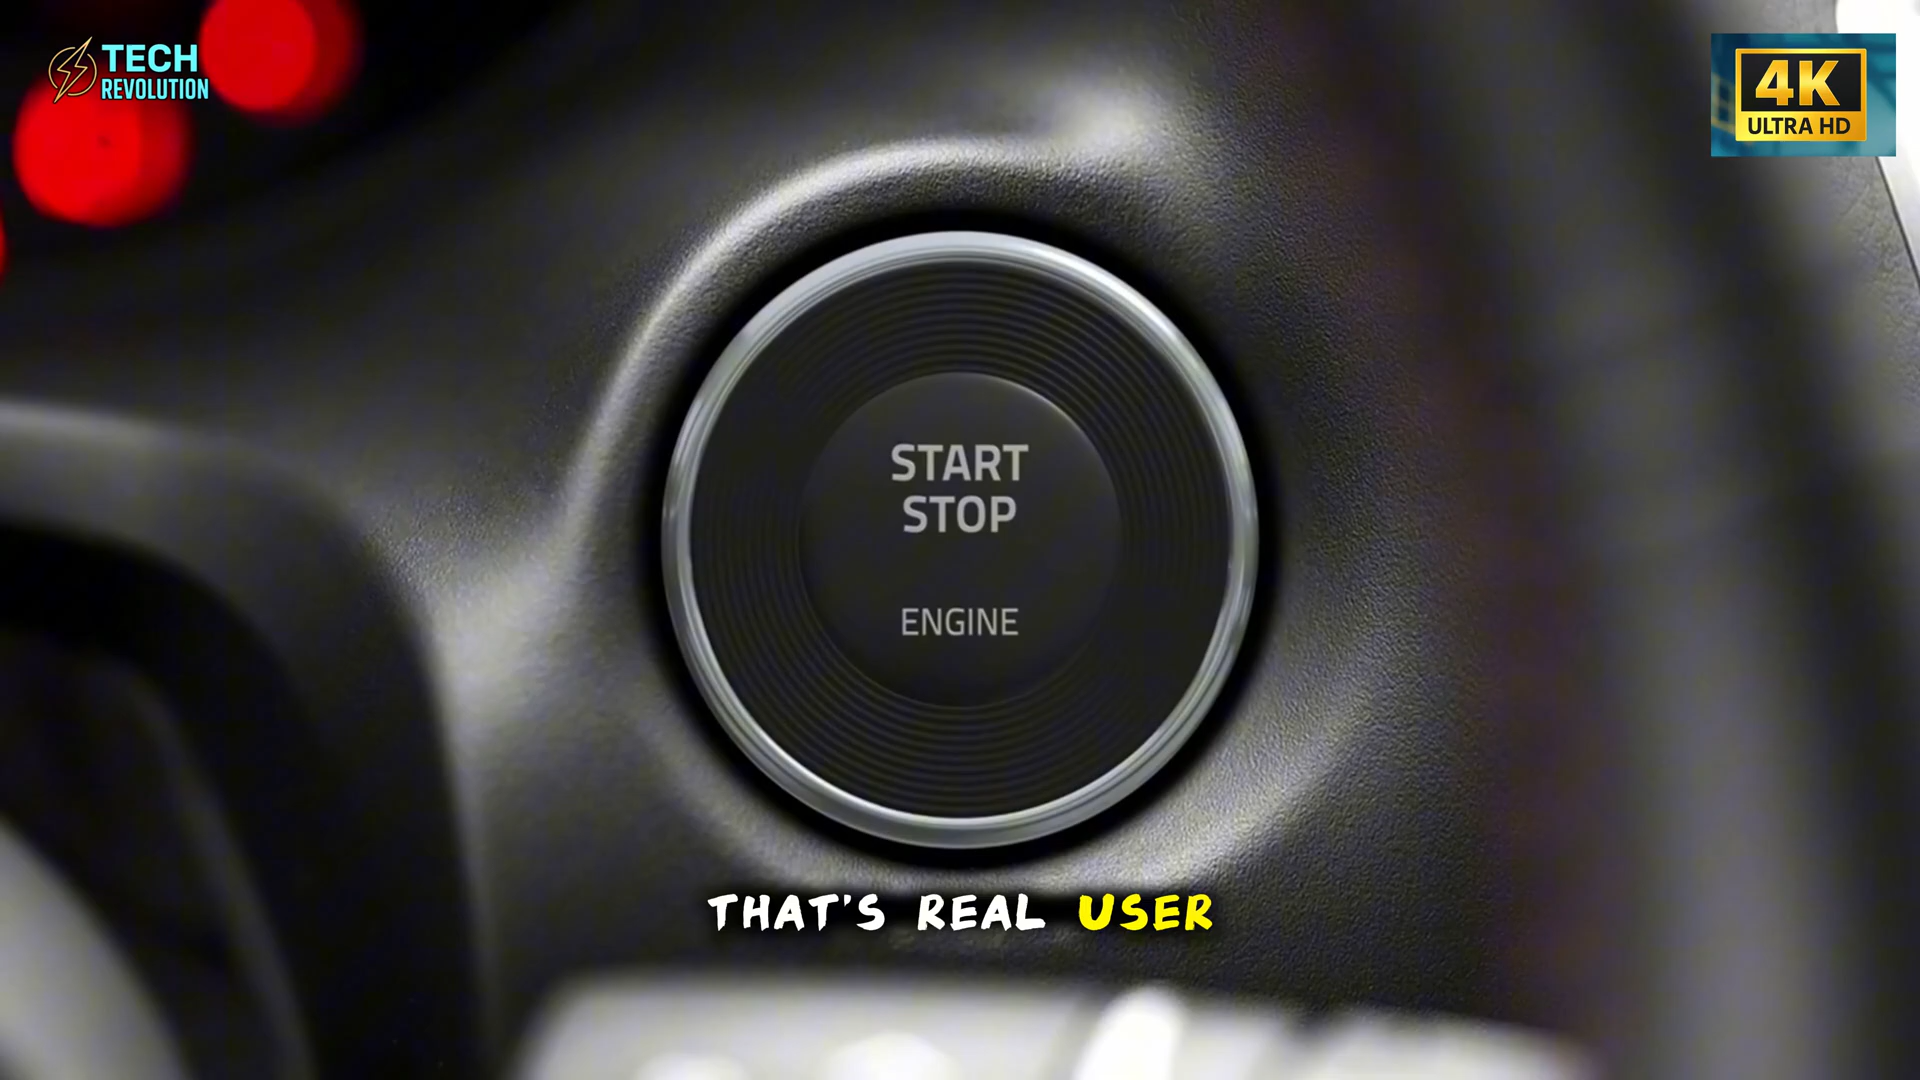 TECH
REVOLUTION
4K
ULTRA HD
START
STOP
ENGINE
THAT'S REAL USER